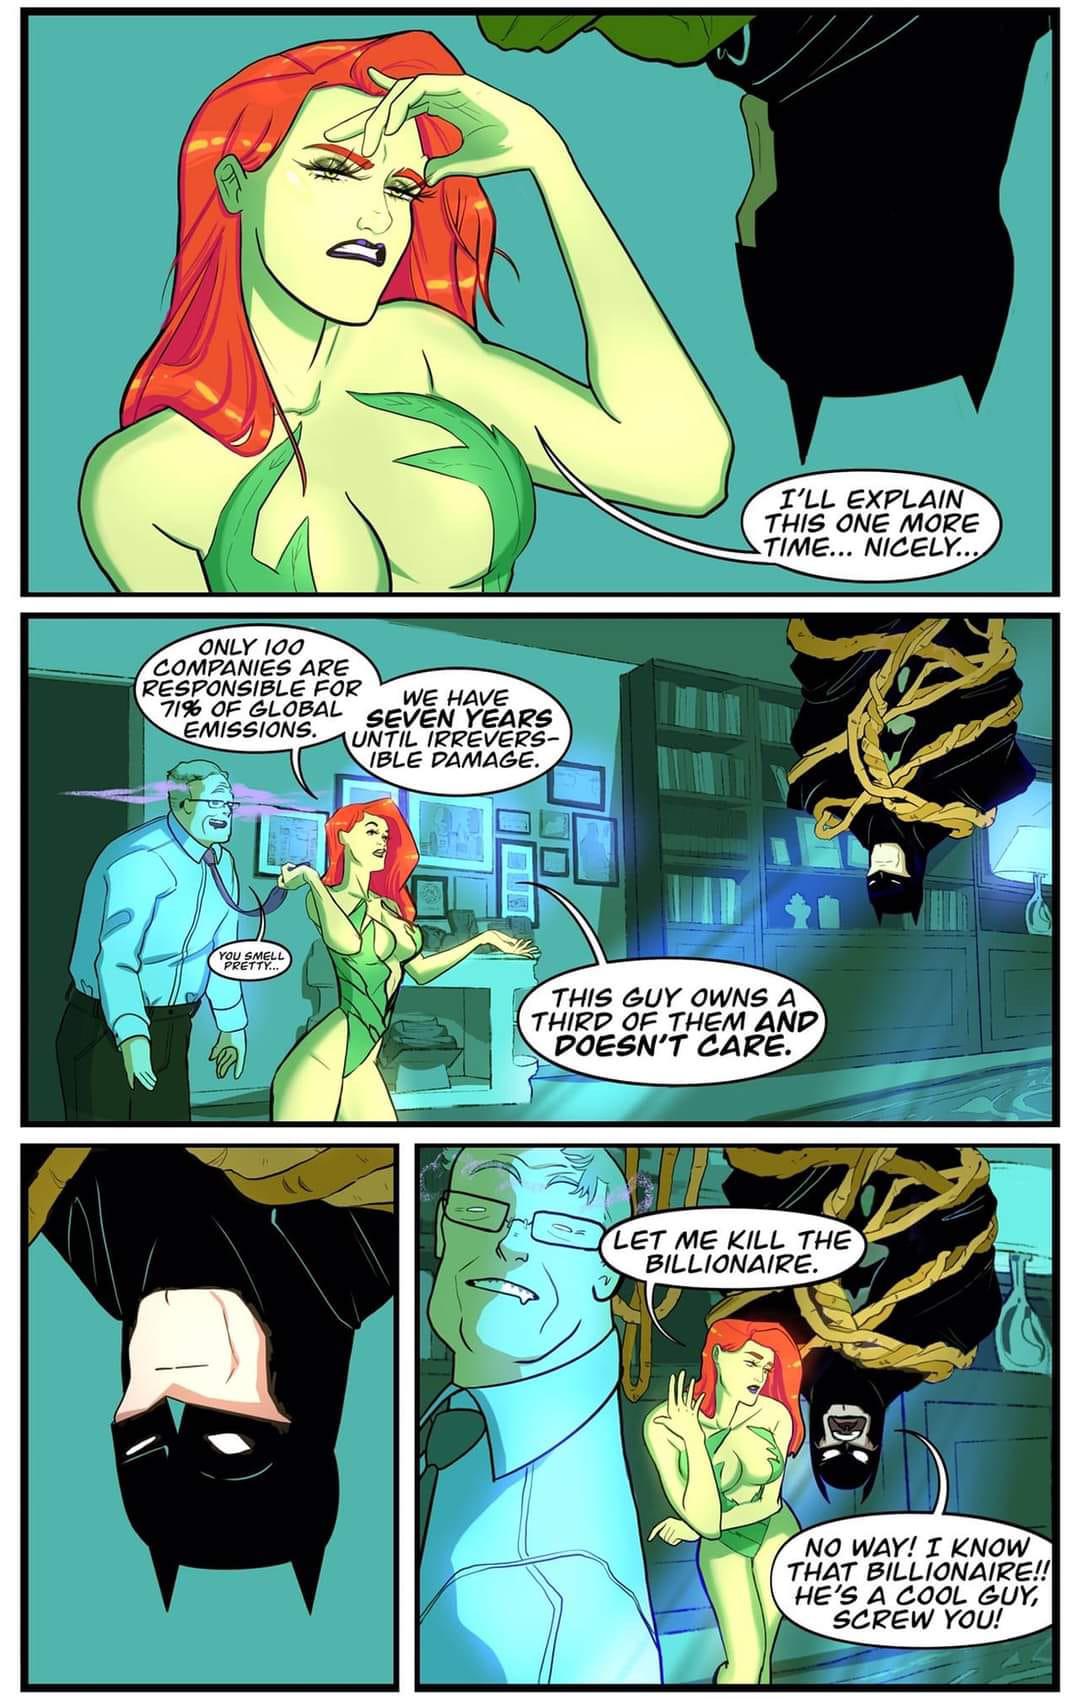 I'LL EXPLAIN
THIS ONE MORE
TIME... NICELY...
ONLY 100
COMPANIES ARE
RESPONSIBLE FOR
71% OF GLOBAL
EMISSIONS.
WE HAVE
SEVEN YEARS
UNTIL IRREVERS-
IBLE DAMAGE.
YOU SMELL
PRETTY...
THIS GUY OWNS A
THIRD OF THEM AND
DOESN'T CARE.
LET ME KILL THE
BILLIONAIRE.
NO WAY! I KNOW
THAT BILLIONAIRE!!
HE'S A COOL GUY,
SCREW YOU!